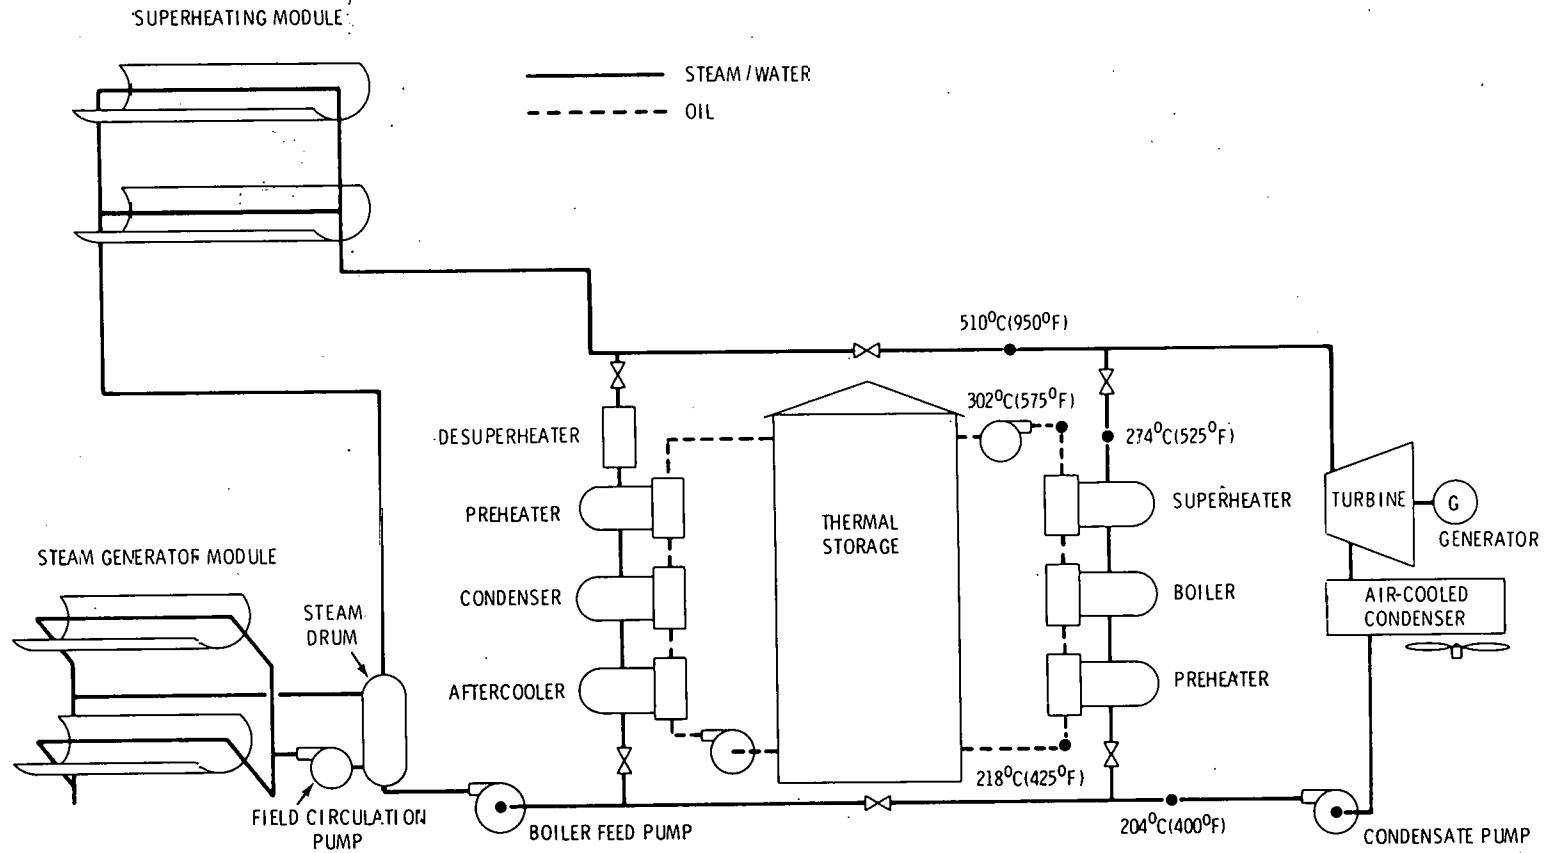 SUPERHEATING MODULE
STEAM/WATER
OIL
510°C(950°F)
302°C(575°F)
274°C(525°F)
DESUPERHEATER
PREHEATER
THERMAL
STORAGE
SUPERHEATER
TURBINE
G
GENERATOR
STEAM GENERATOR MODULE
CONDENSER
BOILER
AIR-COOLED
CONDENSER
STEAM
DRUM
AFTERCOOLER
PREHEATER
218°C(425°F)
FIELD CIRCULATION
PUMP
BOILER FEED PUMP
204°C(400°F)
CONDENSATE PUMP